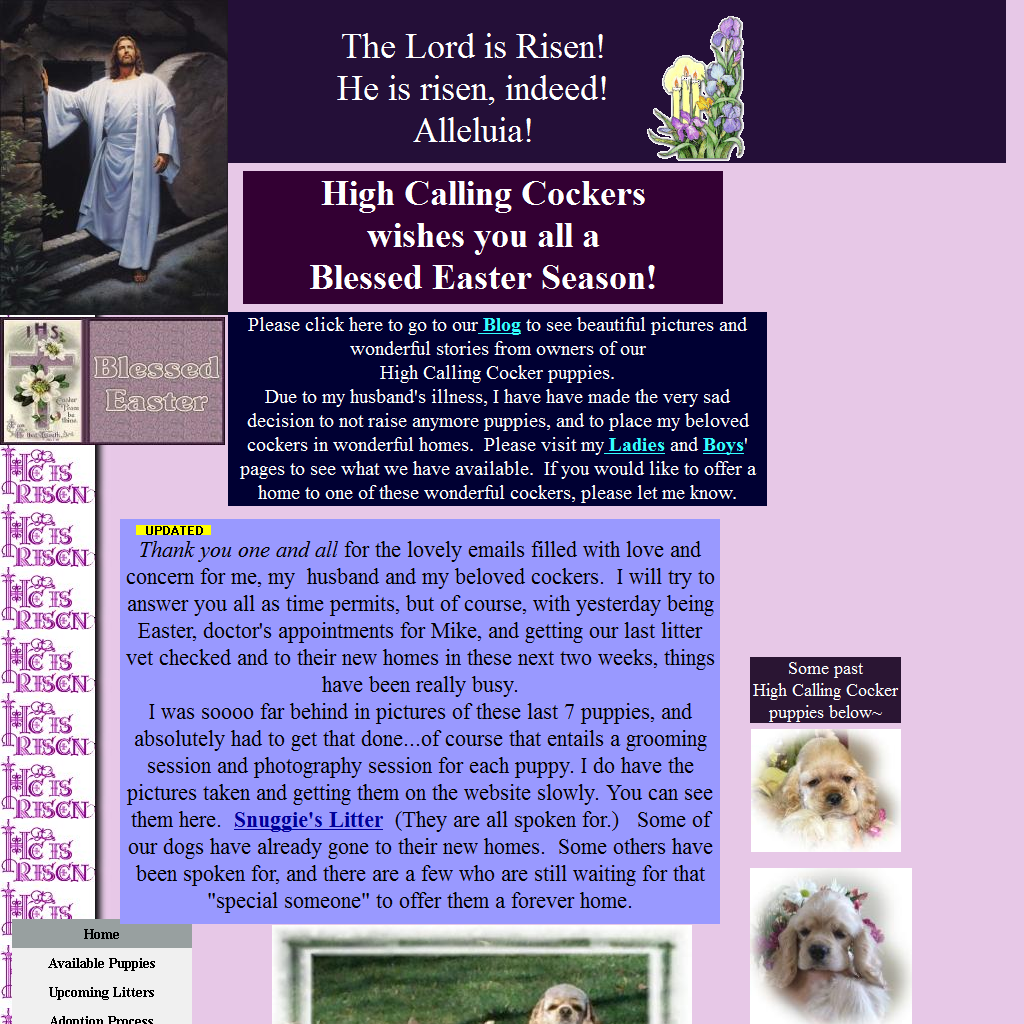 The Lord is Risen!
He is risen, indeed!
Alleluia!
High Calling Cockers
wishes you all a
Blessed Easter Season!
IHS
Blessed
Easter
Please click here to go to our Blog to see beautiful pictures and
wonderful stories from owners of our
High Calling Cocker puppies.
Due to my husband's illness, I have have made the very sad
decision to not raise anymore puppies, and to place my beloved
cockers in wonderful homes.  Please visit my Ladies and Boys'
pages to see what we have available.  If you would like to offer a
home to one of these wonderful cockers, please let me know.
He is
Risen
He is
Risen
He is
Risen
He is
Risen
He is
Risen
He is
Risen
He is
Risen
He is
Risen
UPDATED
Thank you one and all for the lovely emails filled with love and
concern for me, my  husband and my beloved cockers.  I will try to
answer you all as time permits, but of course, with yesterday being
Easter, doctor's appointments for Mike, and getting our last litter
vet checked and to their new homes in these next two weeks, things
have been really busy.
I was soooo far behind in pictures of these last 7 puppies, and
absolutely had to get that done...of course that entails a grooming
session and photography session for each puppy. I do have the
pictures taken and getting them on the website slowly. You can see
them here.  Snuggie's Litter  (They are all spoken for.)   Some of
our dogs have already gone to their new homes.  Some others have
been spoken for, and there are a few who are still waiting for that
"special someone" to offer them a forever home.
Some past
High Calling Cocker
puppies below~
Home
Available Puppies
Upcoming Litters
Adoption Process